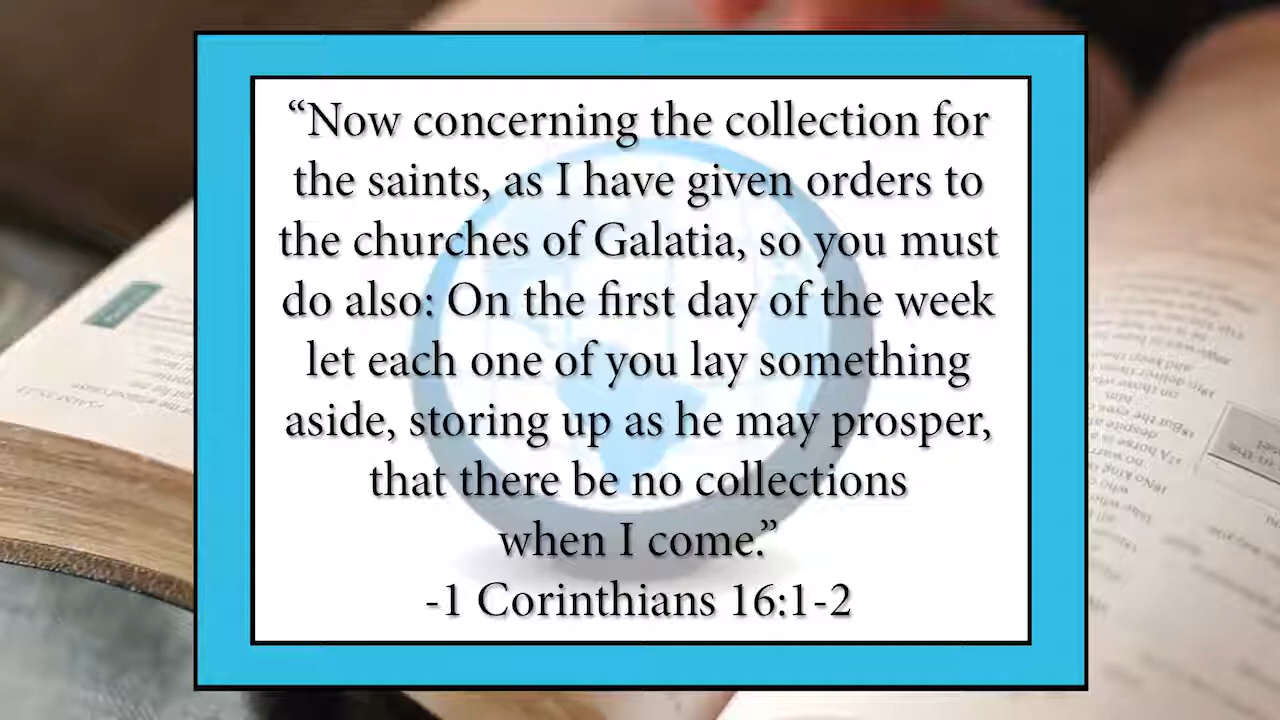 “Now concerning the collection for
the saints, as I have given orders to
the churches of Galatia, so you must
do also: On the first day of the week
let each one of you lay something
aside, storing up as he may prosper,
that there be no collections
when I come.”
-1 Corinthians 16:1-2